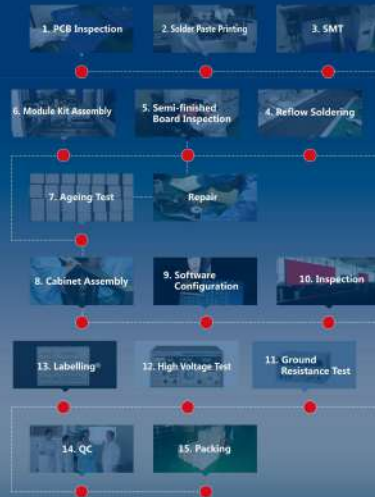 1. PCB Inspection
2. Solder Paste Printing
3. SMT
6. Module Kit Assembly
5. Semi-finished
Board Inspection
4. Reflow Soldering
7. Ageing Test
Repair
8. Cabinet Assembly
9. Software
Configuration
10. Inspection
13. Labelling
12. High Voltage Test
11. Ground
Resistance Test
14. QC
15. Packing